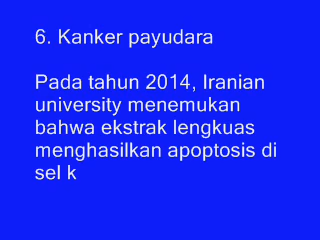 6. Kanker payudara
Pada tahun 2014, Iranian
university menemukan
bahwa ekstrak lengkuas
menghasilkan apoptosis di
sel k